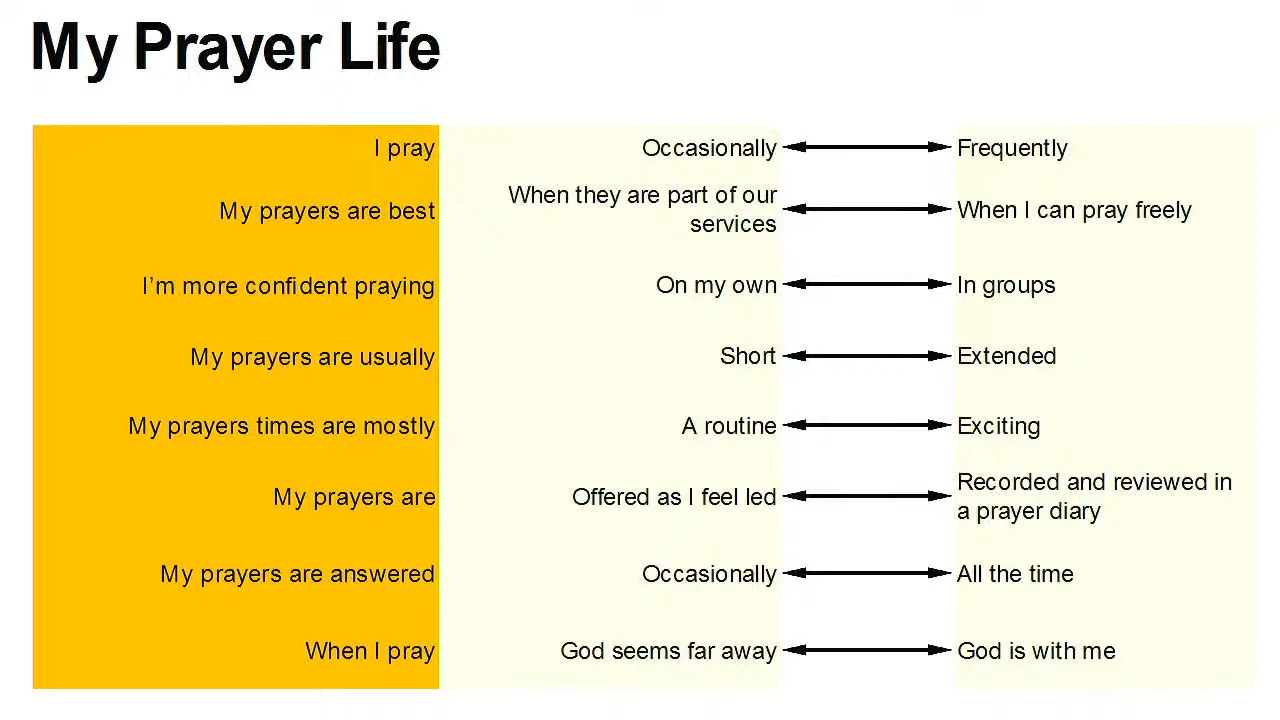 My Prayer Life
I pray Occasionally Frequently
My prayers are best When they are part of our
services When I can pray freely
I'm more confident praying On my own In groups
My prayers are usually Short Extended
My prayers times are mostly A routine Exciting
My prayers are Offered as I feel led Recorded and reviewed in
a prayer diary
My prayers are answered Occasionally All the time
When I pray God seems far away God is with me